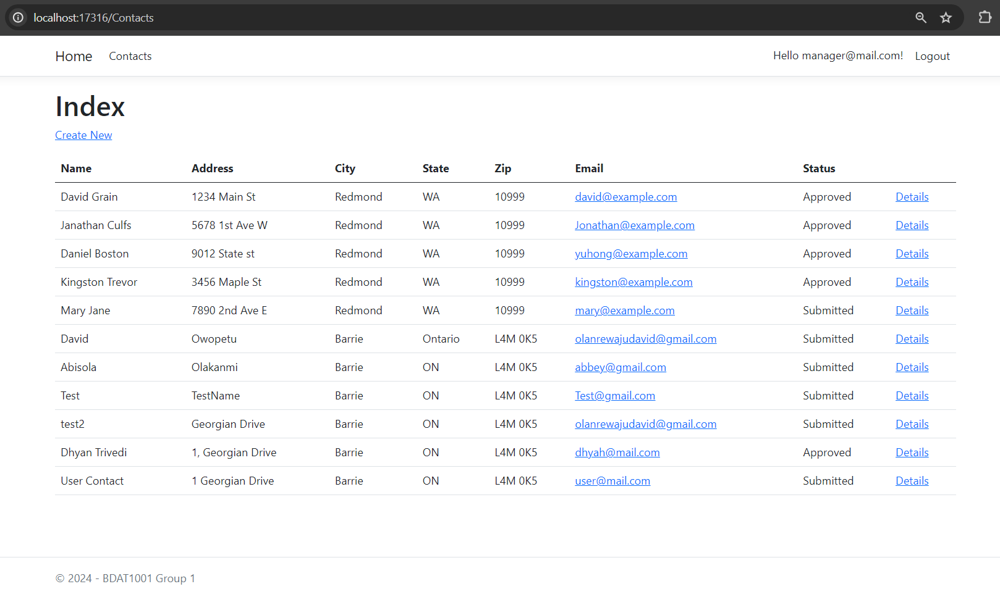 localhost:17316/Contacts
Home Contacts Hello manager@mail.com! Logout
Index
Create New
Name Address City State Zip Email Status
David Grain 1234 Main St Redmond WA 10999 david@example.com Approved Details
Janathan Culfs 5678 1st Ave W Redmond WA 10999 Jonathan@example.com Approved Details
Daniel Boston 9012 State st Redmond WA 10999 yuhong@example.com Approved Details
Kingston Trevor 3456 Maple St Redmond WA 10999 kingston@example.com Approved Details
Mary Jane 7890 2nd Ave E Redmond WA 10999 mary@example.com Submitted Details
David Owopetu Barrie Ontario L4M 0K5 olanrewajudavid@gmail.com Submitted Details
Abisola Olakanmi Barrie ON L4M 0K5 abbey@gmail.com Submitted Details
Test TestName Barrie ON L4M 0K5 Test@gmail.com Submitted Details
test2 Georgian Drive Barrie ON L4M 0K5 olanrewajudavid@gmail.com Submitted Details
Dhyan Trivedi 1, Georgian Drive Barrie ON L4M 0K5 dhyah@mail.com Approved Details
User Contact 1 Georgian Drive Barrie ON L4M 0K5 user@mail.com Submitted Details
© 2024 - BDAT1001 Group 1